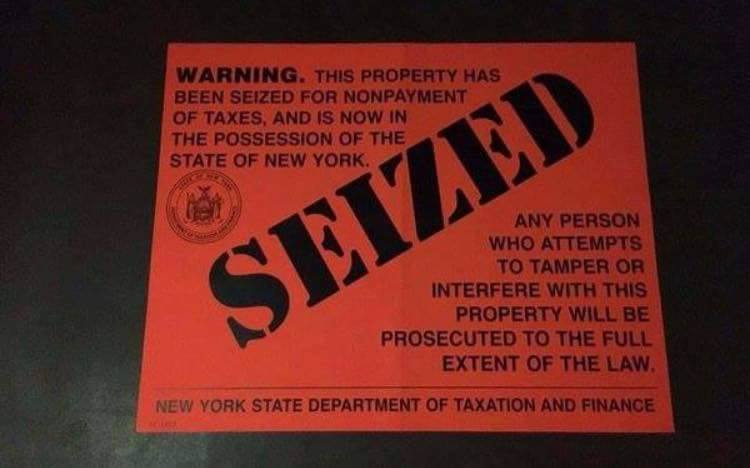 WARNING. THIS PROPERTY HAS
BEEN SEIZED FOR NONPAYMENT
OF TAXES, AND IS NOW IN
THE POSSESSION OF THE
STATE OF NEW YORK.
SEIZED
ANY PERSON
WHO ATTEMPTS
TO TAMPER OR
INTERFERE WITH THIS
PROPERTY WILL BE
PROSECUTED TO THE FULL
EXTENT OF THE LAW.
NEW YORK STATE DEPARTMENT OF TAXATION AND FINANCE